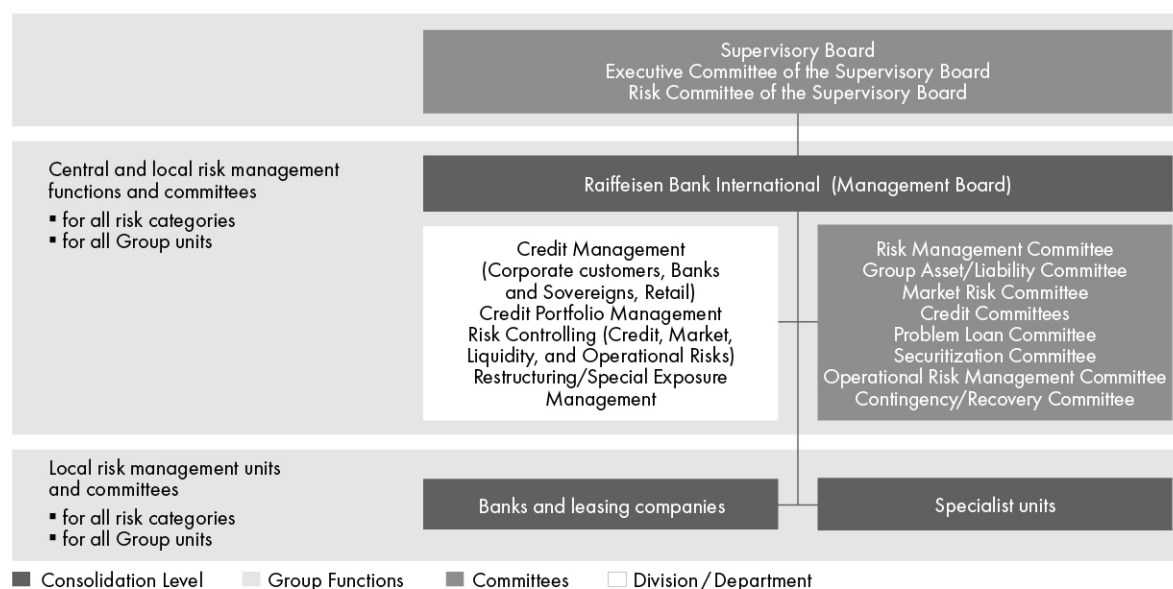 Supervisory Board
Executive Committee of the Supervisory Board
Risk Committee of the Supervisory Board
Central and local risk management
functions and committees
▪ for all risk categories
▪ for all Group units
Raiffeisen Bank International (Management Board)
Credit Management
(Corporate customers, Banks
and Sovereigns, Retail)
Credit Portfolio Management
Risk Controlling (Credit, Market,
Liquidity, and Operational Risks)
Restructuring/Special Exposure
Management
Risk Management Committee
Group Asset/Liability Committee
Market Risk Committee
Credit Committees
Problem Loan Committee
Securitization Committee
Operational Risk Management Committee
Contingency/Recovery Committee
Local risk management units
and committees
▪ for all risk categories
▪ for all Group units
Banks and leasing companies
Specialist units
Consolidation Level
Group Functions
Committees
Division/Department